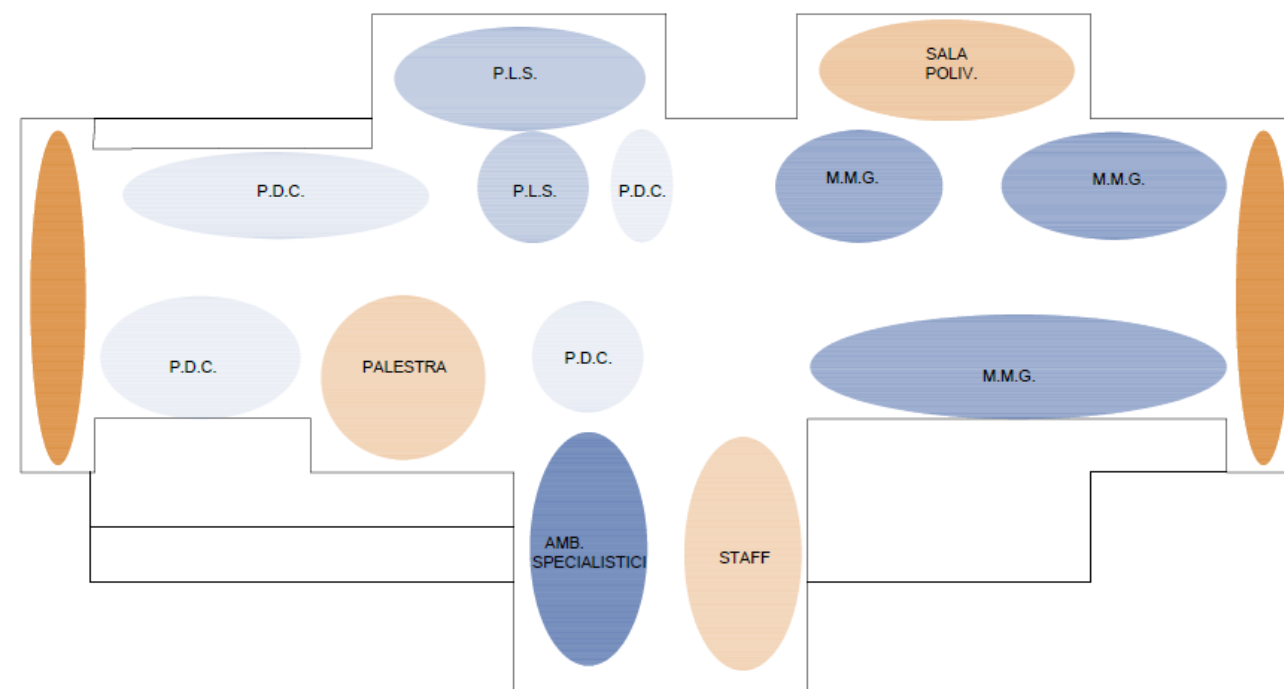 P.L.S.
SALA
POLIV.
P.D.C.
P.L.S.
P.D.C.
M.M.G.
M.M.G.
P.D.C.
PALESTRA
P.D.C.
M.M.G.
AMB.
SPECIALISTICI
STAFF